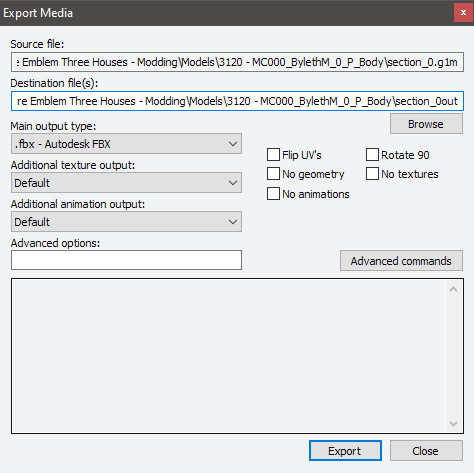 Export Media
x
Source file:
e Emblem Three Houses - Modding\Models\3120 - MC000_BylethM_0_P_Body\section_0.g1m
Destination file(s):
re Emblem Three Houses - Modding\Models\3120 - MC000_BylethM_0_P_Body\section_0out
Browse
Main output type:
.fbx - Autodesk FBX
Flip UV's
Rotate 90
No geometry
No textures
No animations
Additional texture output:
Default
Additional animation output:
Default
Advanced options:
Advanced commands
Export
Close